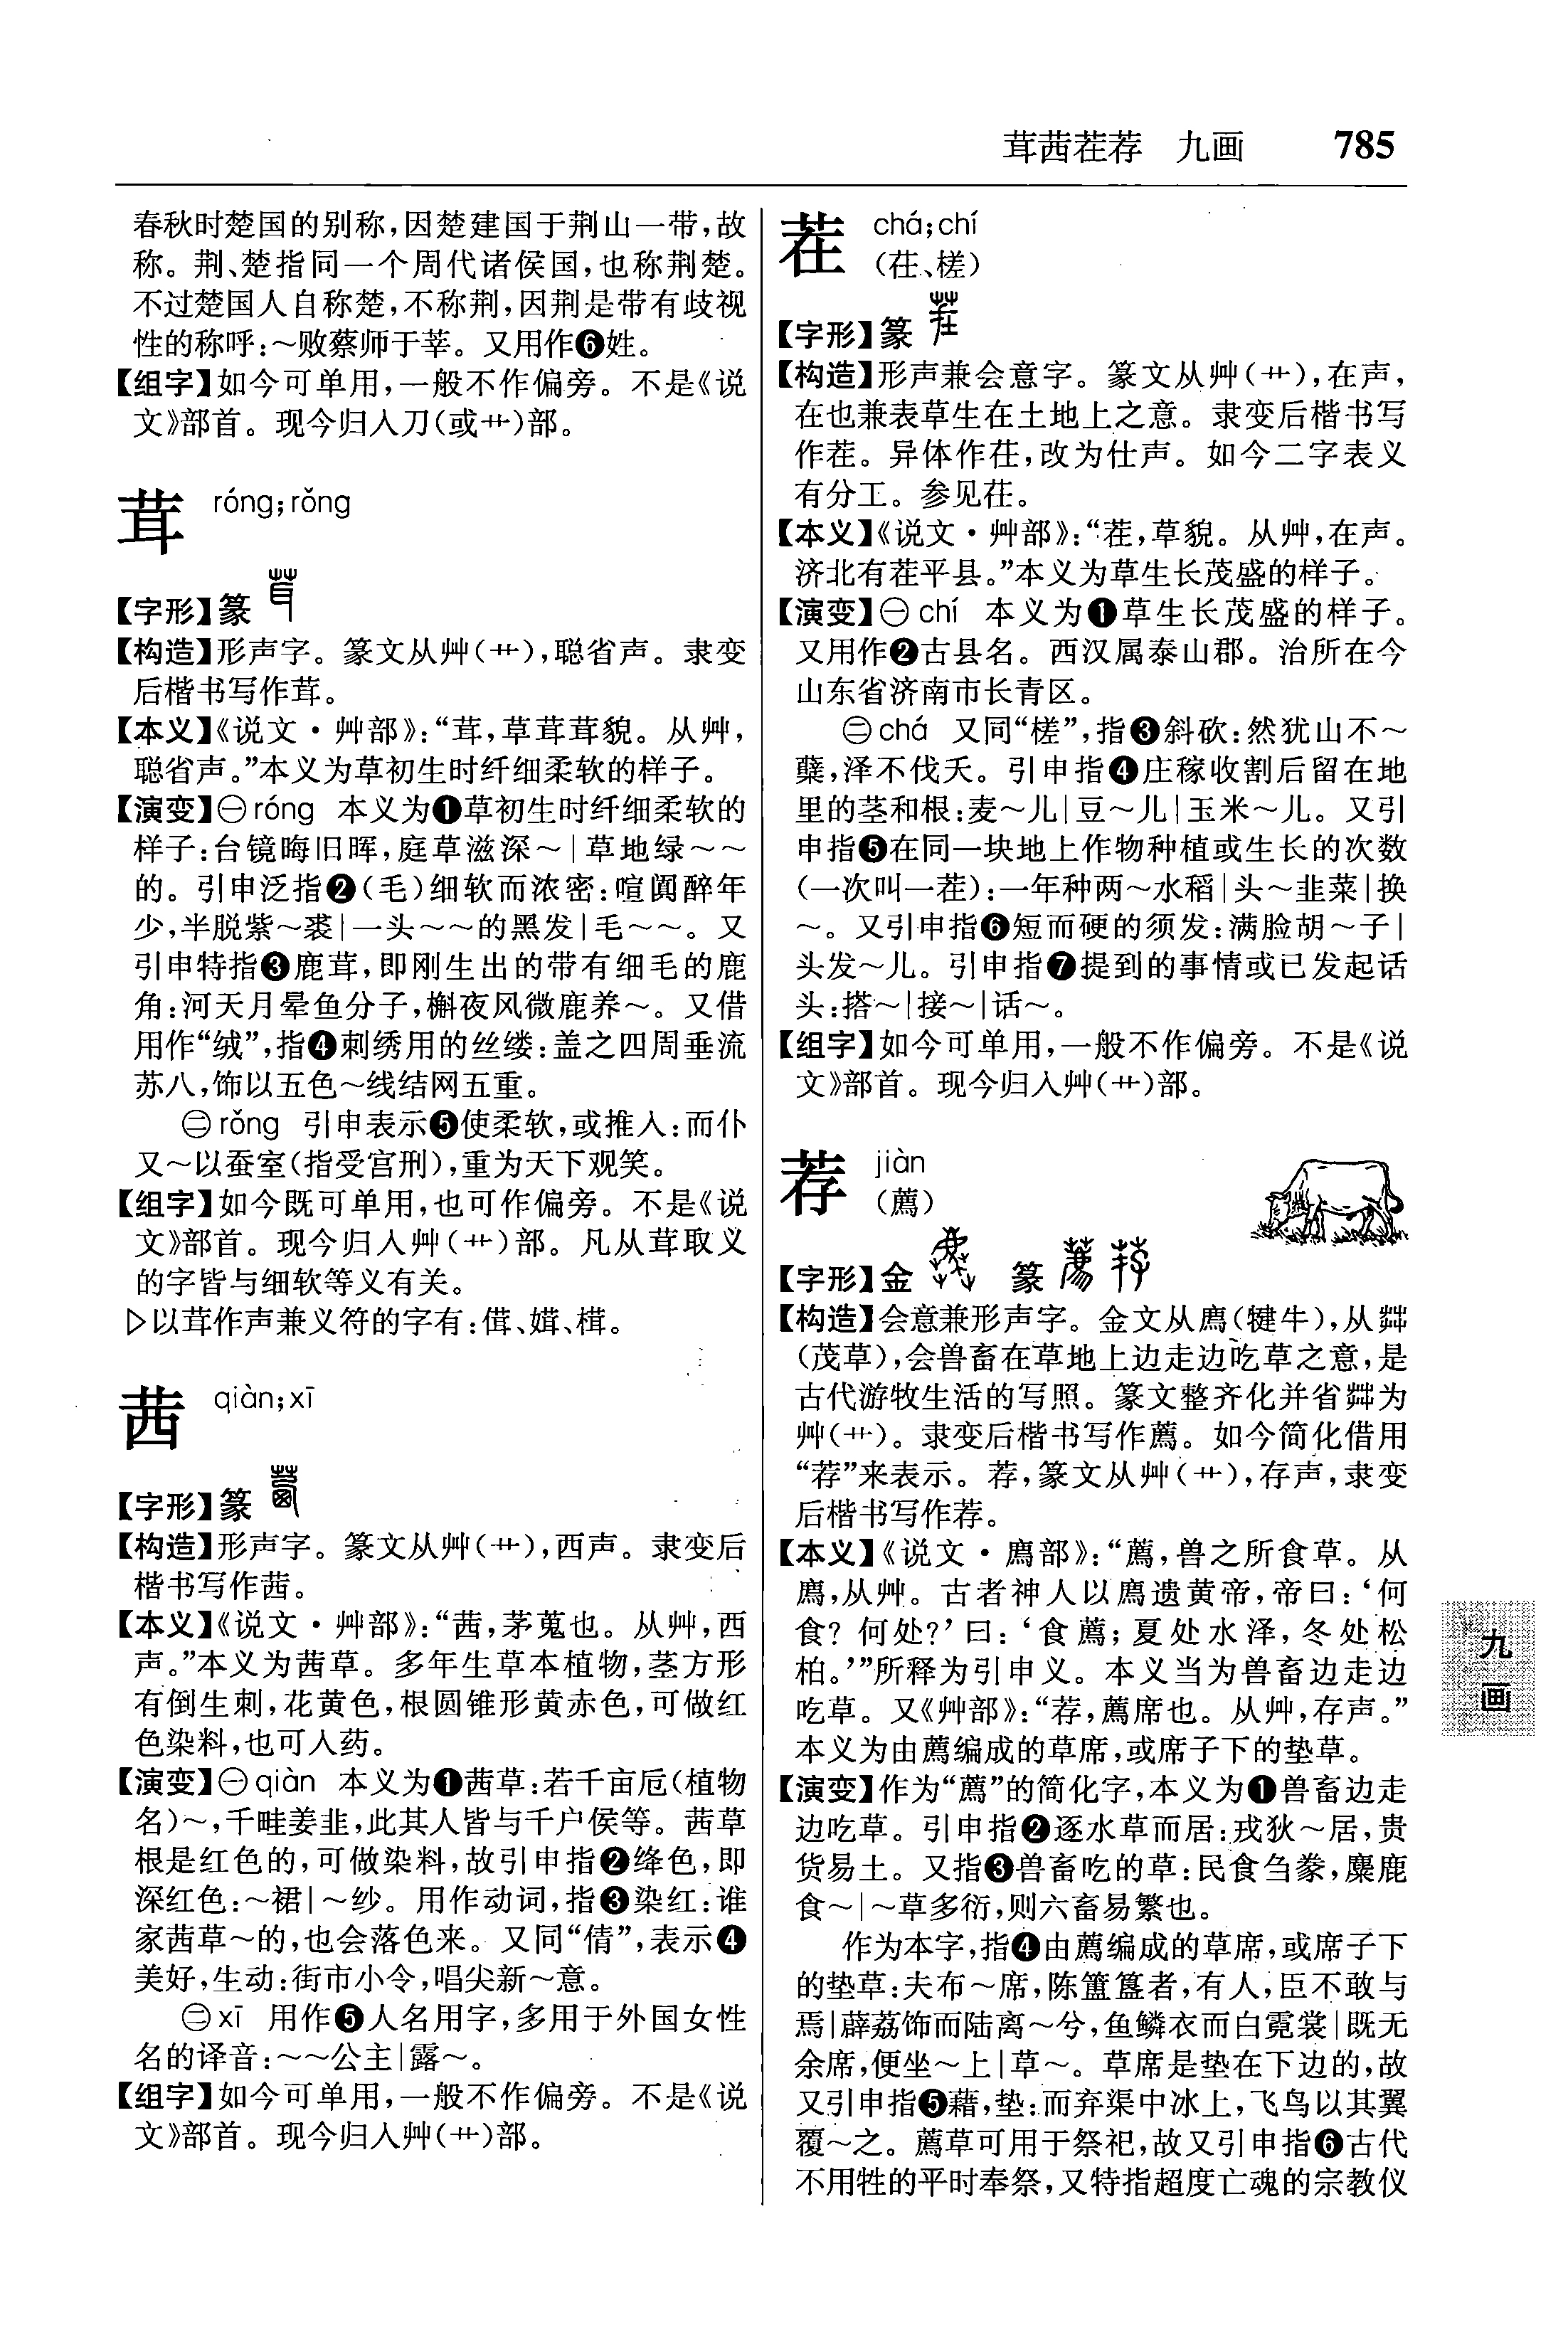 茸茜茬荐 九画 785
春秋时楚国的别称,因楚建国于荆山一带,故
称。荆、楚指同一个周代诸侯国,也称荆楚。
不过楚国人自称楚,不称荆,因荆是带有歧视
性的称呼:～败蔡师于莘。又用作❻姓。
【组字】如今可单用,一般不作偏旁。不是《说
文》部首。现今归入刀(或艹)部。
茸 róng;rǒng
【字形】篆
【构造】形声字。篆文从艸(艹),聪省声。隶变
后楷书写作茸。
【本义】《说文·艸部》:“茸,草茸茸貌。从艸,
聪省声。”本义为草初生时纤细柔软的样子。
【演变】㊀róng 本义为❶草初生时纤细柔软的
样子:台镜晦旧晖,庭草滋深～|草地绿～～
的。引申泛指❷(毛)细软而浓密:喧阗醉年
少,半脱紫～裘|一头～～的黑发|毛～～。又
引申特指❸鹿茸,即刚生出的带有细毛的鹿
角:河天月晕鱼分子,槲夜风微鹿养～。又借
用作“绒”,指❹刺绣用的丝缕:盖之四周垂流
苏八,饰以五色～线结网五重。
㊁rǒng 引申表示❺使柔软,或推入:而仆
又～以蚕室(指受宫刑),重为天下观笑。
【组字】如今既可单用,也可作偏旁。不是《说
文》部首。现今归入艸(艹)部。凡从茸取义
的字皆与细软等义有关。
▷以茸作声兼义符的字有:傇、媶、榵。
茜 qiàn;xī
【字形】篆
【构造】形声字。篆文从艸(艹),西声。隶变后
楷书写作茜。
【本义】《说文·艸部》:“茜,茅蒐也。从艸,西
声。”本义为茜草。多年生草本植物,茎方形
有倒生刺,花黄色,根圆锥形黄赤色,可做红
色染料,也可入药。
【演变】㊀qiàn 本义为❶茜草:若千亩卮(植物
名)～,千畦姜韭,此其人皆与千户侯等。茜草
根是红色的,可做染料,故引申指❷绛色,即
深红色:～裙|～纱。用作动词,指❸染红:谁
家茜草～的,也会落色来。又同“倩”,表示❹
美好,生动:街市小令,唱尖新～意。
㊁xī 用作❺人名用字,多用于外国女性
名的译音:～～公主|露～。
【组字】如今可单用,一般不作偏旁。不是《说
文》部首。现今归入艸(艹)部。
茬 chá;chí
(茌、槎)
【字形】篆
【构造】形声兼会意字。篆文从艸(艹),在声,
在也兼表草生在土地上之意。隶变后楷书写
作茬。异体作茌,改为仕声。如今二字表义
有分工。参见茌。
【本义】《说文·艸部》:“茬,草貌。从艸,在声。
济北有茬平县。”本义为草生长茂盛的样子。
【演变】㊀chí 本义为❶草生长茂盛的样子。
又用作❷古县名。西汉属泰山郡。治所在今
山东省济南市长青区。
㊁chá 又同“槎”,指❸斜砍:然犹山不～
蘖,泽不伐夭。引申指❹庄稼收割后留在地
里的茎和根:麦～儿|豆～儿|玉米～儿。又引
申指❺在同一块地上作物种植或生长的次数
(一次叫一茬):一年种两～水稻|头～韭菜|换
～。又引申指❻短而硬的须发:满脸胡～子|
头发～儿。引申指❼提到的事情或已发起话
头:搭～|接～|话～。
【组字】如今可单用,一般不作偏旁。不是《说
文》部首。现今归入艸(艹)部。
荐 jiàn
(薦)
【字形】金 篆
【构造】会意兼形声字。金文从廌(犍牛),从茻
(茂草),会兽畜在草地上边走边吃草之意,是
古代游牧生活的写照。篆文整齐化并省茻为
艸(艹)。隶变后楷书写作薦。如今简化借用
“荐”来表示。荐,篆文从艸(艹),存声,隶变
后楷书写作荐。
【本义】《说文·廌部》:“薦,兽之所食草。从
廌,从艸。古者神人以廌遗黄帝,帝曰:‘何
食?何处?’曰:‘食薦;夏处水泽,冬处松
柏。’”所释为引申义。本义当为兽畜边走边
吃草。又《艸部》:“荐,薦席也。从艸,存声。”
本义为由薦编成的草席,或席子下的垫草。
【演变】作为“薦”的简化字,本义为❶兽畜边走
边吃草。引申指❷逐水草而居:戎狄～居,贵
货易土。又指❸兽畜吃的草:民食刍豢,麋鹿
食～|～草多衍,则六畜易繁也。
作为本字,指❹由薦编成的草席,或席子下
的垫草:夫布～席,陈簠簋者,有人,臣不敢与
焉|薜荔饰而陆离～兮,鱼鳞衣而白霓裳|既无
余席,便坐～上|草～。草席是垫在下边的,故
又引申指❺藉,垫:而弃渠中冰上,飞鸟以其翼
覆～之。薦草可用于祭祀,故又引申指❻古代
不用牲的平时奉祭,又特指超度亡魂的宗教仪
九
画